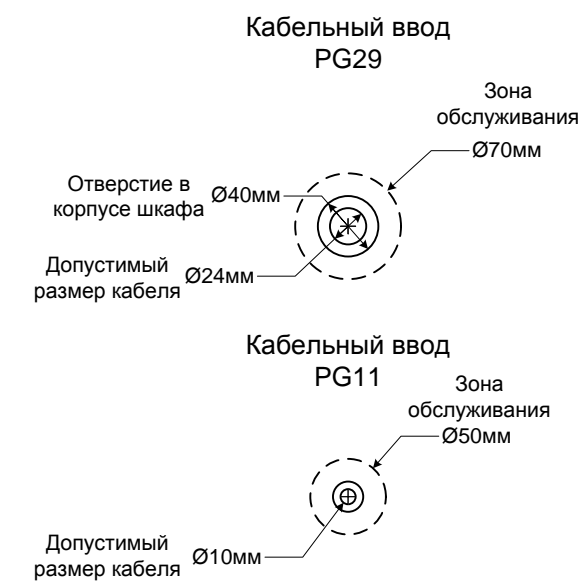 Кабельный ввод
PG29
Зона
обслуживания
Ø70мм
Отверстие в
корпусе шкафа
Ø40мм
Допустимый
размер кабеля
Ø24мм
Кабельный ввод
PG11
Зона
обслуживания
Ø50мм
Допустимый
размер кабеля
Ø10мм